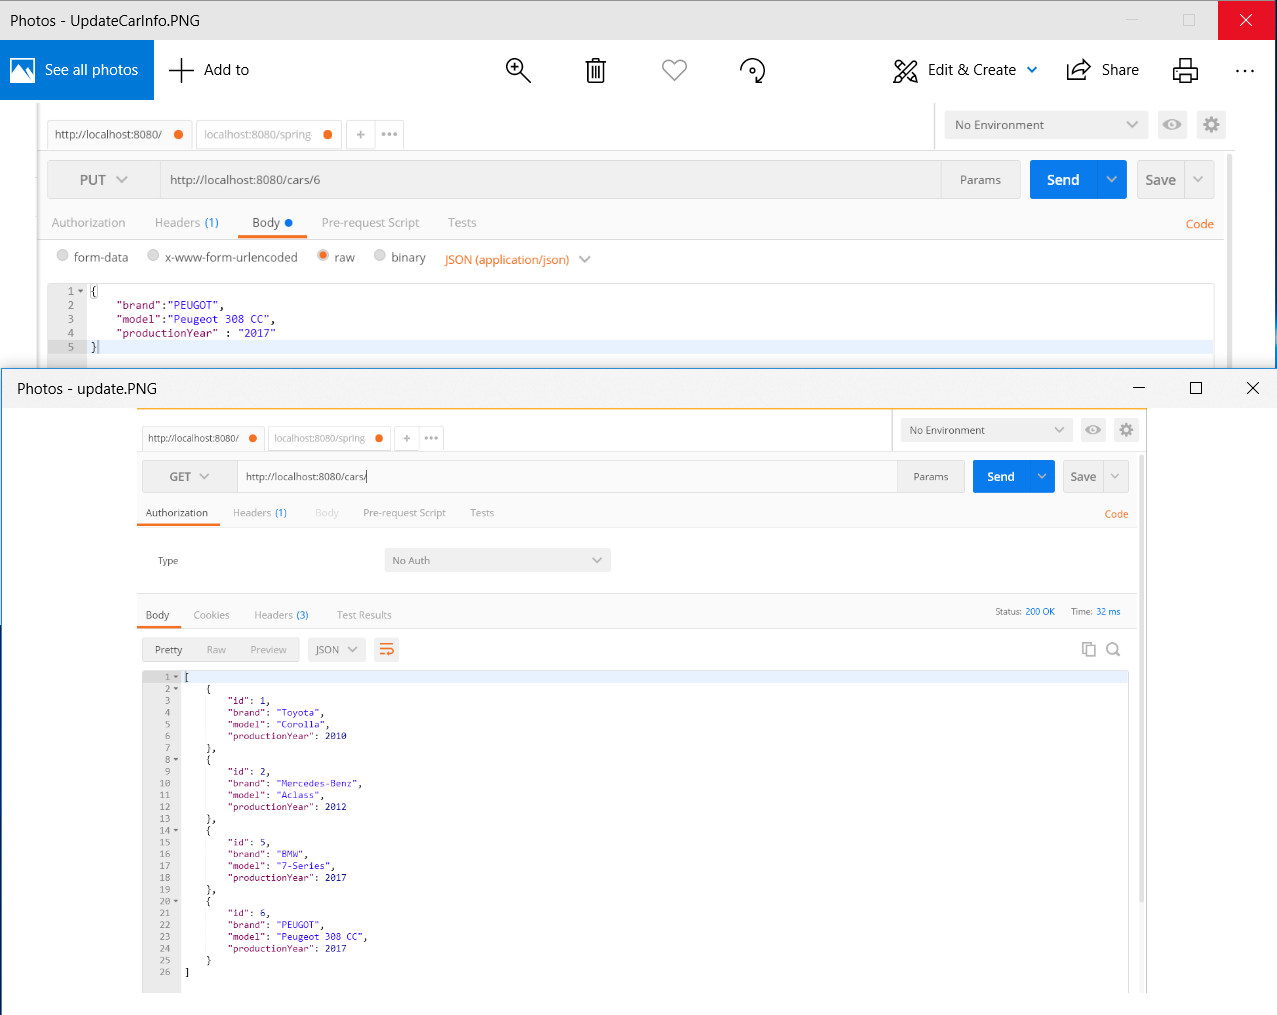 Photos - UpdateCarInfo.PNG
See all photos
Add to
Edit & Create
Share
http://localhost:8080/
localhost:8080/spring
No Environment
PUT
http://localhost:8080/cars/6
Params
Send
Save
Authorization
Headers (1)
Body
Pre-request Script
Tests
Code
form-data
x-www-form-urlencoded
raw
binary
JSON (application/json)
1 {
2 "brand":"PEUGOT",
3 "model":"Peugeot 308 CC",
4 "productionYear" : "2017"
5 }
Photos - update.PNG
http://localhost:8080/
localhost:8080/spring
No Environment
GET
http://localhost:8080/cars/
Params
Send
Save
Authorization
Headers (1)
Body
Pre-request Script
Tests
Code
Type
No Auth
Body
Cookies
Headers (3)
Test Results
Status: 200 OK
Time: 32 ms
Pretty
Raw
Preview
JSON
1 [
2 {
3 "id": 1,
4 "brand": "Toyota",
5 "model": "Corolla",
6 "productionYear": 2010
7 },
8 {
9 "id": 2,
10 "brand": "Mercedes-Benz",
11 "model": "Aclass",
12 "productionYear": 2012
13 },
14 {
15 "id": 5,
16 "brand": "BMW",
17 "model": "7-Series",
18 "productionYear": 2017
19 },
20 {
21 "id": 6,
22 "brand": "PEUGOT",
23 "model": "Peugeot 308 CC",
24 "productionYear": 2017
25 }
26 ]